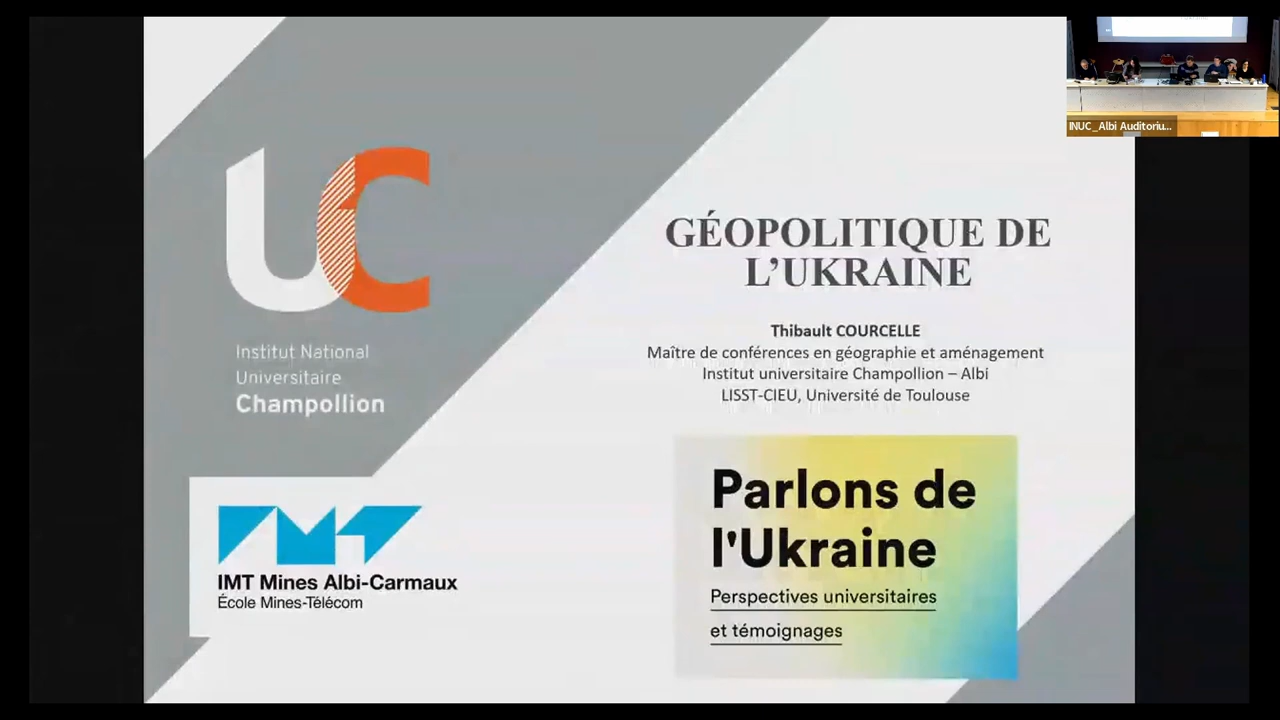 UC
Institut National
Universitaire
Champollion
IMT
IMT Mines Albi-Carmaux
École Mines-Télécom
GÉOPOLITIQUE DE
L'UKRAINE
Thibault COURCELLE
Maître de conférences en géographie et aménagement
Institut universitaire Champollion – Albi
LISST-CIEU, Université de Toulouse
Parlons de
l'Ukraine
Perspectives universitaires
et témoignages
INUC_Albi Auditoriu...